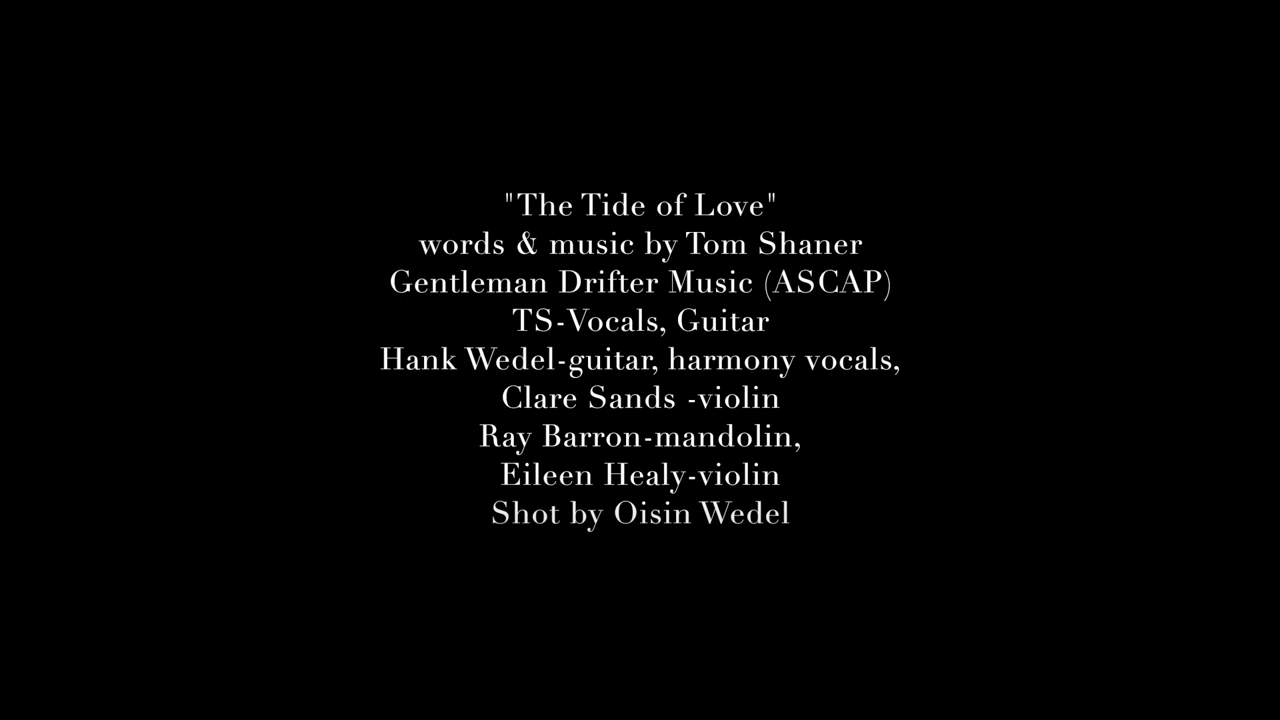 "The Tide of Love"
words & music by Tom Shaner
Gentleman Drifter Music (ASCAP)
TS-Vocals, Guitar
Hank Wedel-guitar, harmony vocals,
Clare Sands -violin
Ray Barron-mandolin,
Eileen Healy-violin
Shot by Oisin Wedel